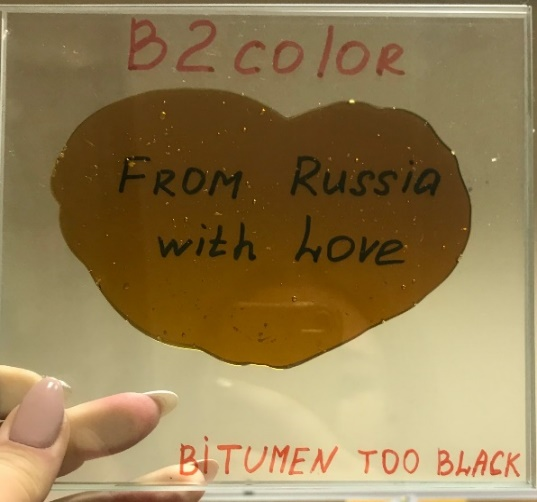 B2 COLOR
FROM Russia
with Love
BiTUMEN TOO BLACK